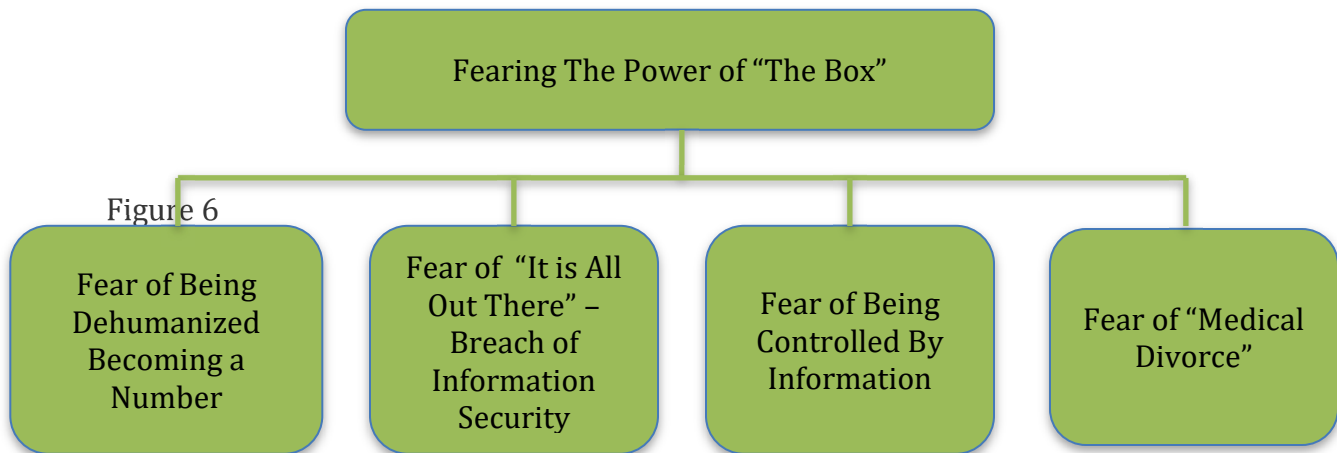 Fearing The Power of “The Box”
Figure 6
Fear of Being
Dehumanized
Becoming a
Number
Fear of “It is All
Out There” –
Breach of
Information
Security
Fear of Being
Controlled By
Information
Fear of “Medical
Divorce”